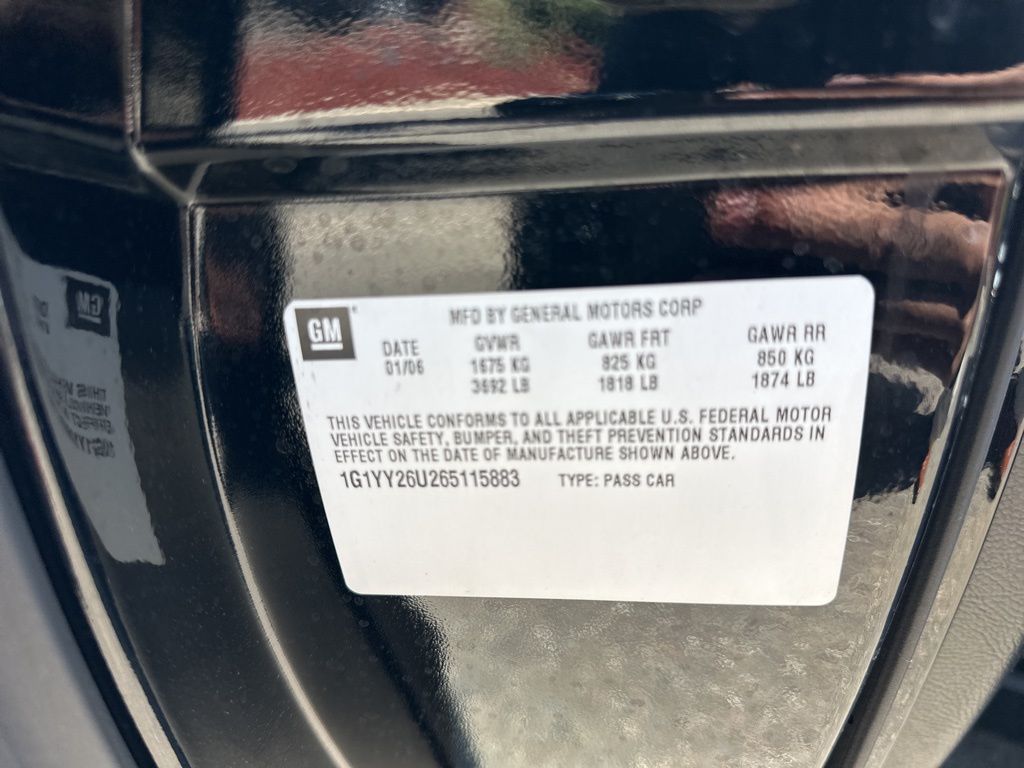 GM
MFD BY GENERAL MOTORS CORP
DATE GVWR GAWR FRT GAWR RR
01/06 1675 KG 825 KG 850 KG
3692 LB 1818 LB 1874 LB
THIS VEHICLE CONFORMS TO ALL APPLICABLE U.S. FEDERAL MOTOR
VEHICLE SAFETY, BUMPER, AND THEFT PREVENTION STANDARDS IN
EFFECT ON THE DATE OF MANUFACTURE SHOWN ABOVE.
1G1YY26U265115883 TYPE: PASS CAR